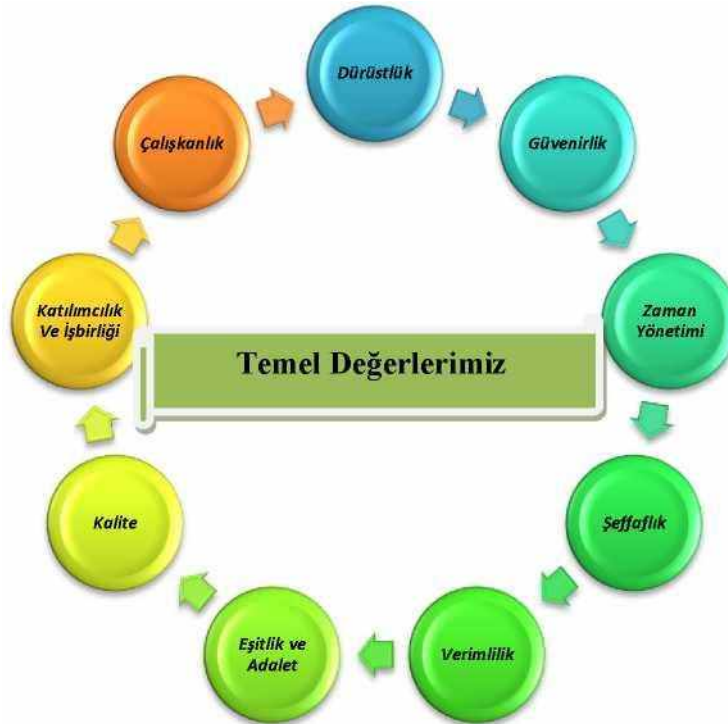 Dürüstlük
Güvenirlik
Zaman
Yönetimi
Şeffaflık
Verimlilik
Eşitlik ve
Adalet
Kalite
Katılımcılık
Ve İşbirliği
Çalışkanlık
Temel Değerlerimiz